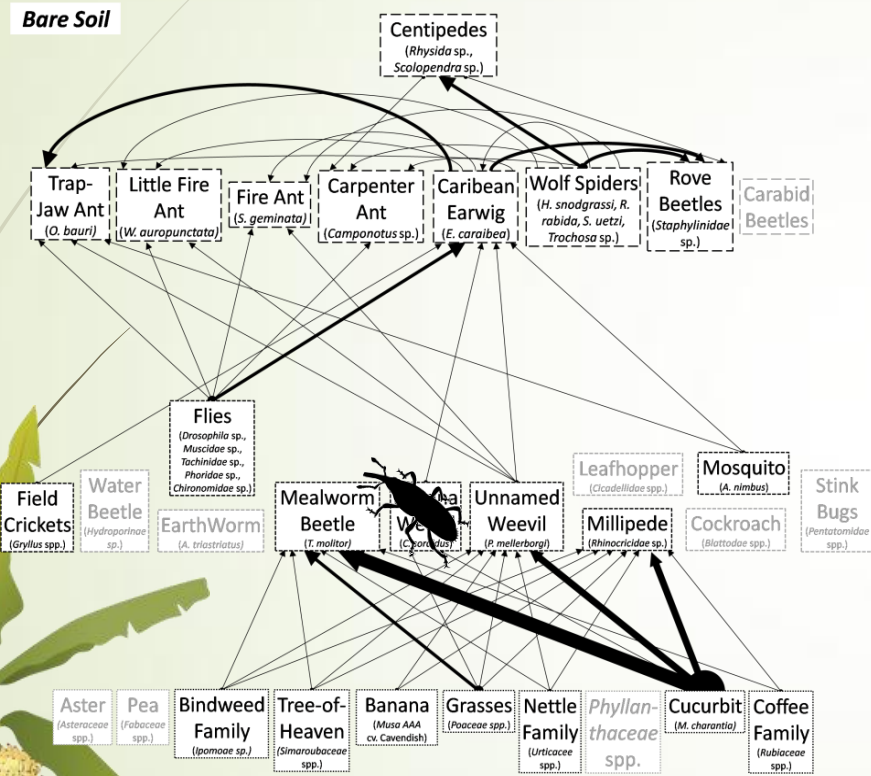 Bare Soil
Centipedes
(Rhysida sp.,
Scolopendra sp.)
Trap-
Jaw Ant
(O. bauri)
Little Fire
Ant
(W. auropunctata)
Fire Ant
(S. geminata)
Carpenter
Ant
(Camponotus sp.)
Caribean
Earwig
(E. caraibea)
Wolf Spiders
(H. snodgrassi, R.
rabida, S. uetzi,
Trochosa sp.)
Rove
Beetles
(Staphylinidae
sp.)
Carabid
Beetles
Flies
(Drosophila sp.,
Muscidae sp.,
Tachinidae sp.,
Phoridae sp.,
Chironomidae sp.)
Field
Crickets
(Gryllus spp.)
Water
Beetle
(Hydroporinae
sp.)
EarthWorm
(A. triastriatus)
Mealworm
Beetle
(T. molitor)
Unnamed
Weevil
(P. mellerborgi)
Leafhopper
(Cicadellidae spp.)
Millipede
(Rhinocricidae sp.)
Mosquito
(A. nimbus)
Cockroach
(Blattodae spp.)
Stink
Bugs
(Pentatomidae
spp.)
Aster
(Asteraceae
spp.)
Pea
(Fabaceae
spp.)
Bindweed
Family
(Ipomoae sp.)
Tree-of-
Heaven
(Simaroubaceae
spp.)
Banana
(Musa AAA
cv. Cavendish)
Grasses
(Poaceae spp.)
Nettle
Family
(Urticacee
spp.)
Phyllan-
thaceae
spp.
Cucurbit
(M. charantia)
Coffee
Family
(Rubiaceae
spp.)